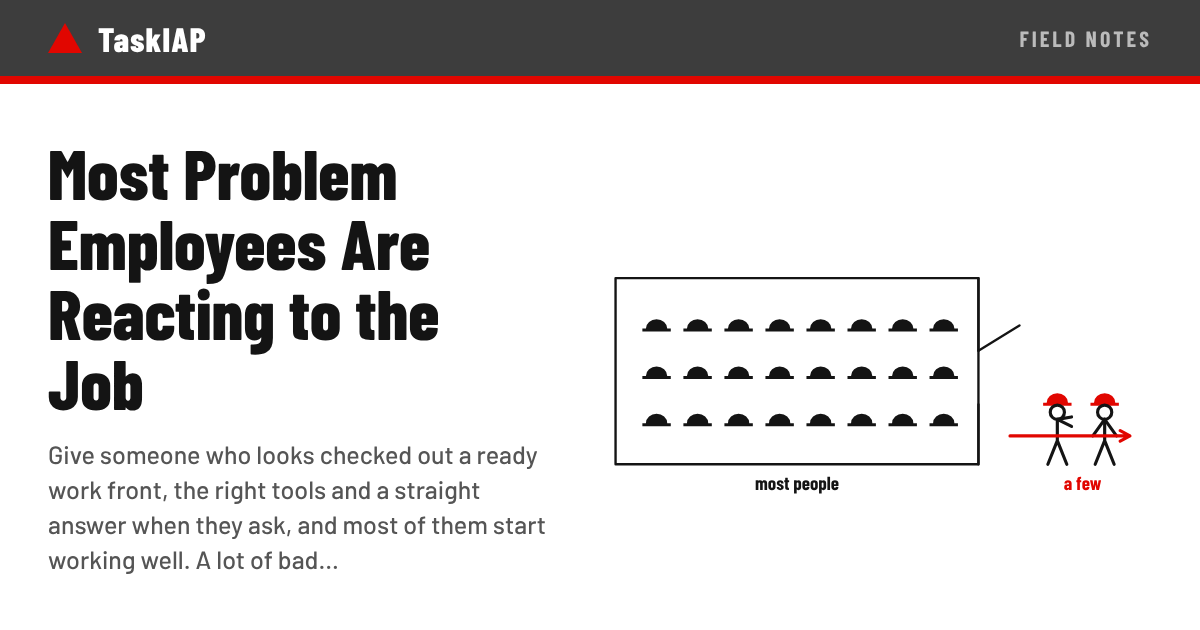 TaskIAP
FIELD NOTES
Most Problem
Employees Are
Reacting to the
Job
Give someone who looks checked out a ready
work front, the right tools and a straight
answer when they ask, and most of them start
working well. A lot of bad...
most people
a few